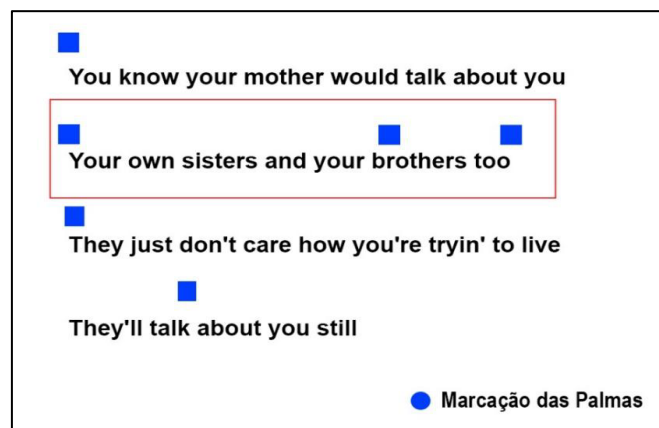 You know your mother would talk about you
Your own sisters and your brothers too
They just don't care how you're tryin' to live
They'll talk about you still
Marcação das Palmas